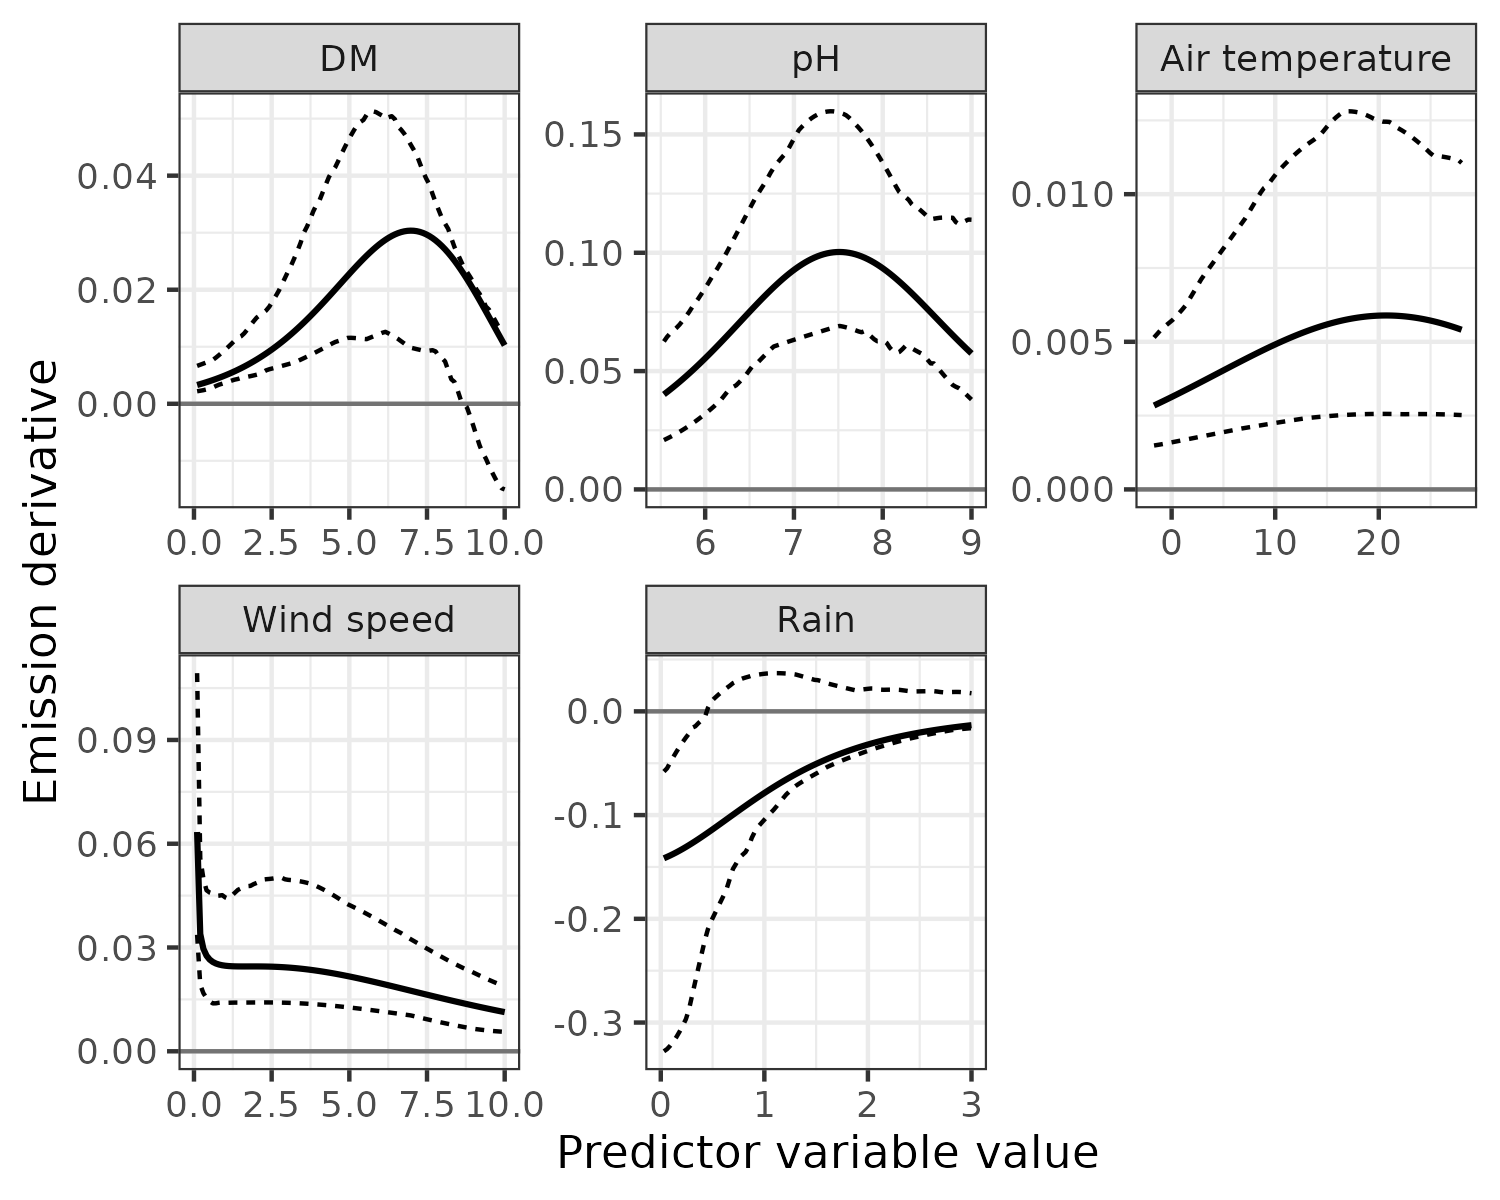 DM
pH
Air temperature
0.04
0.02
0.00
0.15
0.10
0.05
0.00
0.010
0.005
0.000
0.0 2.5 5.0 7.5 10.0
6 7 8 9
0 10 20
Emission derivative
Wind speed
Rain
0.09
0.06
0.03
0.00
0.0
-0.1
-0.2
-0.3
0.0 2.5 5.0 7.5 10.0
0 1 2 3
Predictor variable value